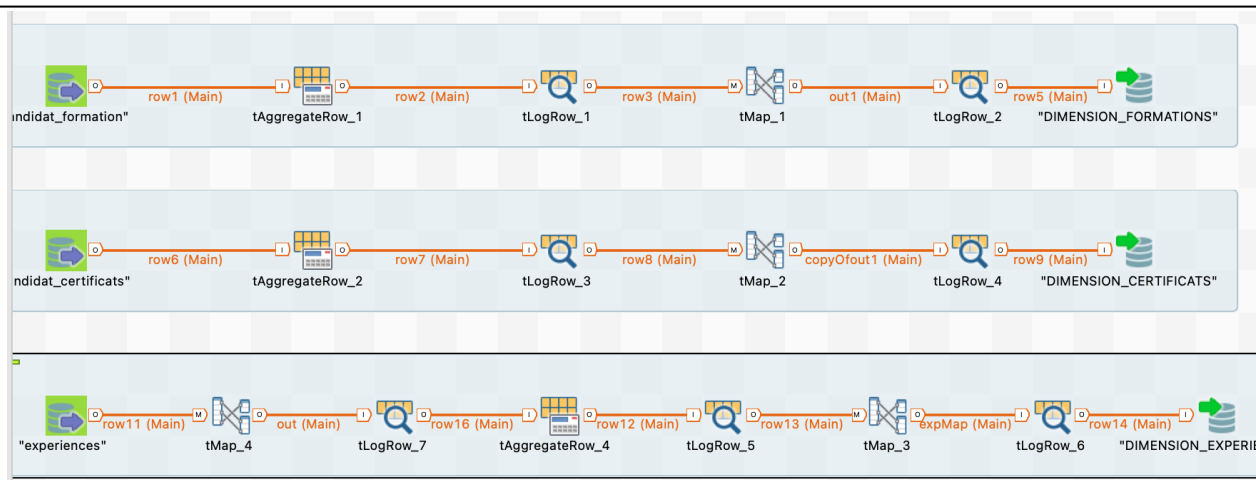 row1 (Main) row2 (Main) row3 (Main) out1 (Main) row5 (Main)
ndidat_formation" tAggregateRow_1 tLogRow_1 tMap_1 tLogRow_2 "DIMENSION_FORMATIONS"
row6 (Main) row7 (Main) row8 (Main) copyOfout1 (Main) row9 (Main)
ndidat_certificats" tAggregateRow_2 tLogRow_3 tMap_2 tLogRow_4 "DIMENSION_CERTIFICATS"
row11 (Main) out (Main) row16 (Main) row12 (Main) row13 (Main) expMap (Main) row14 (Main)
"experiences" tMap_4 tLogRow_7 tAggregateRow_4 tLogRow_5 tMap_3 tLogRow_6 "DIMENSION_EXPERIE